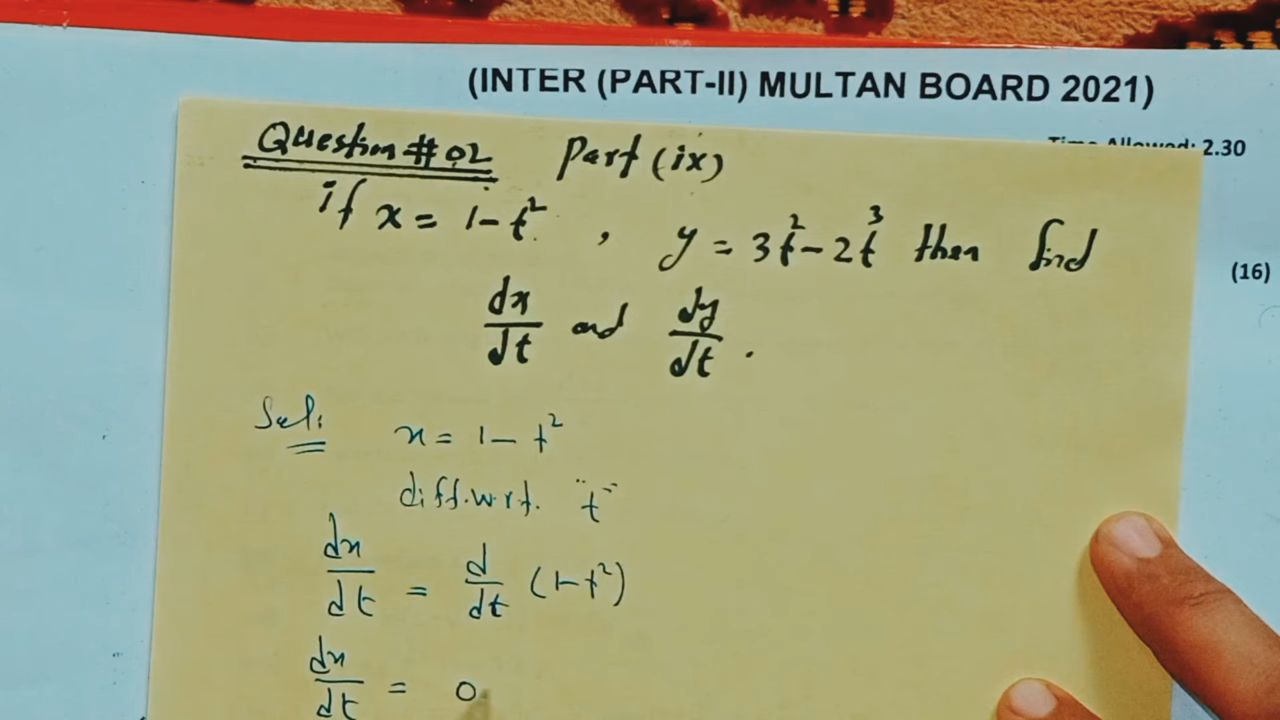 (INTER (PART-II) MULTAN BOARD 2021)
Time Allowed: 2.30
Question # 02 Part (ix)
if x = 1 - t² , y = 3t² - 2t³ then find
(16)
dx/dt and dy/dt .
Sol: x = 1 - t²
diff. w.r.t. "t"
dx/dt = d/dt (1-t²)
dx/dt = 0